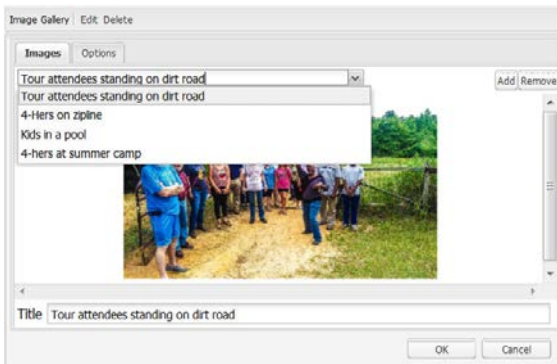 Image Gallery Edit Delete
Images Options
Tour attendees standing on dirt road
Add Remove
Tour attendees standing on dirt road
4-Hers on zipline
Kids in a pool
4-hers at summer camp
Title Tour attendees standing on dirt road
OK Cancel